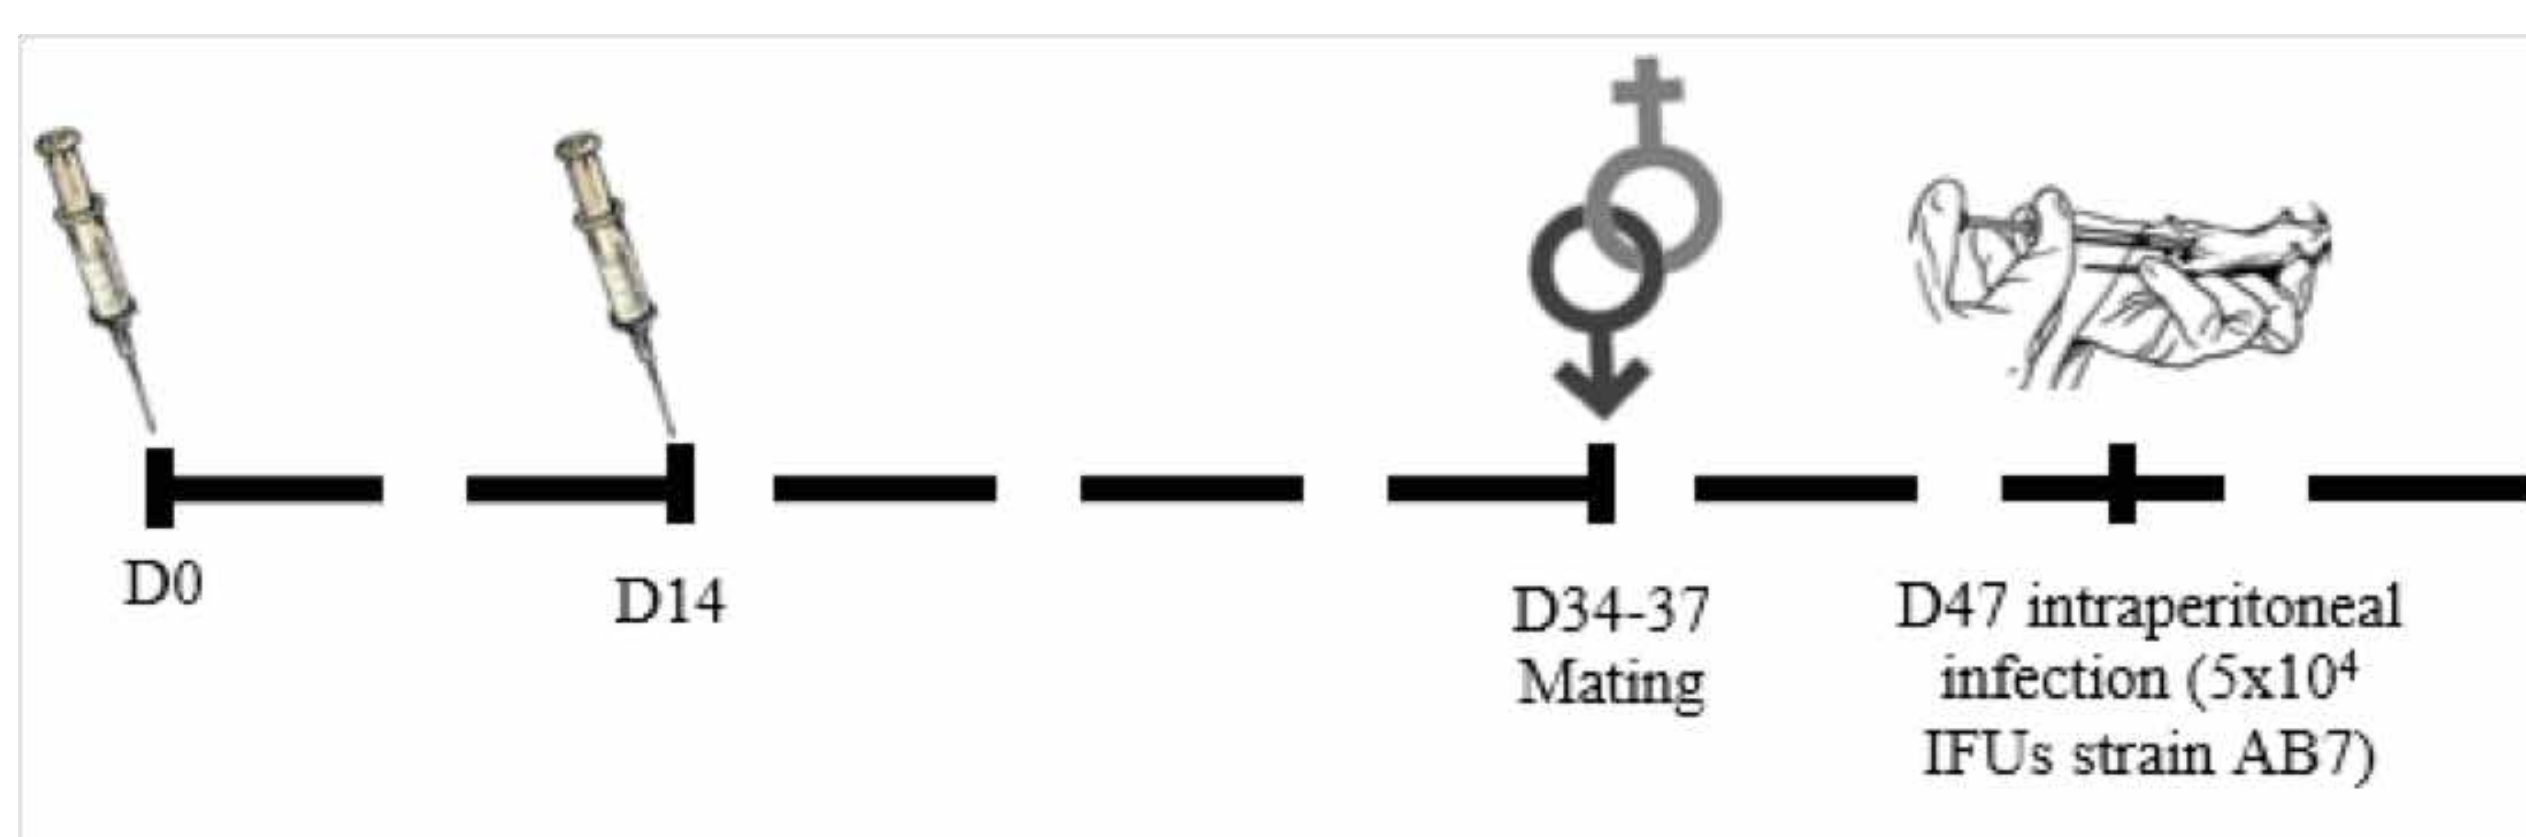 D0
D14
D34-37
Mating
D47 intraperitoneal
infection (5x10⁴
IFUs strain AB7)